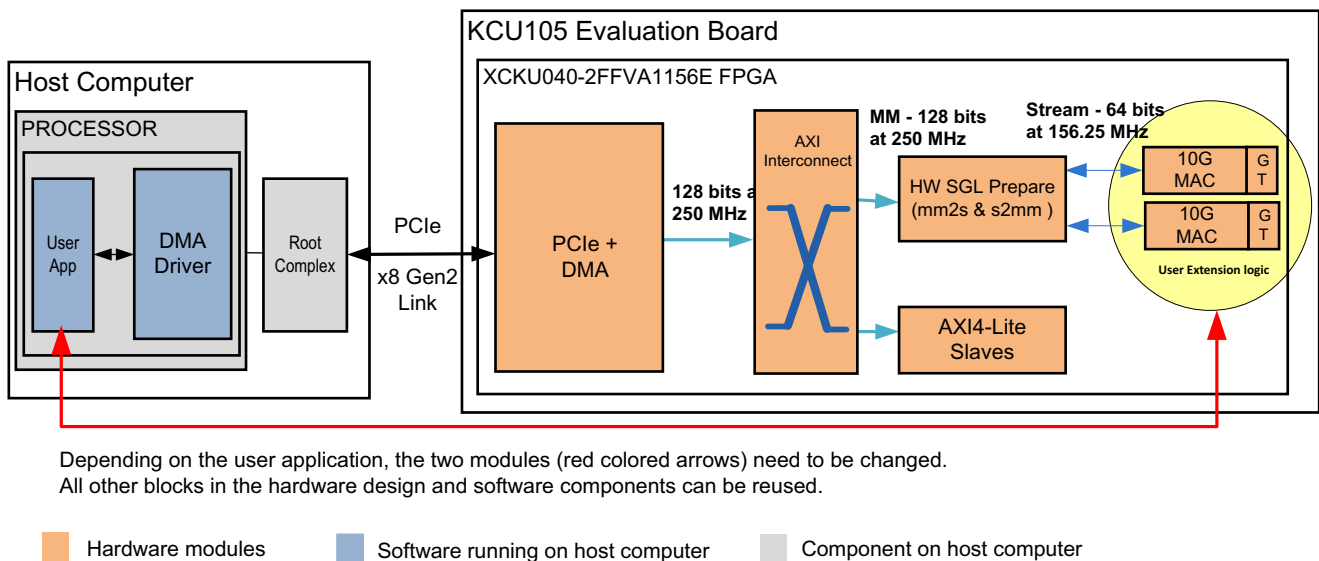 KCU105 Evaluation Board
Host Computer
XCKU040-2FFVA1156E FPGA
PROCESSOR
User
App
DMA
Driver
Root
Complex
PCIe
x8 Gen2
Link
PCIe +
DMA
128 bits a
250 MHz
AXI
Interconnect
MM - 128 bits
at 250 MHz
HW SGL Prepare
(mm2s & s2mm )
AXI4-Lite
Slaves
Stream - 64 bits
at 156.25 MHz
10G
MAC
G
T
10G
MAC
G
T
User Extension logic
Depending on the user application, the two modules (red colored arrows) need to be changed.
All other blocks in the hardware design and software components can be reused.
Hardware modules
Software running on host computer
Component on host computer